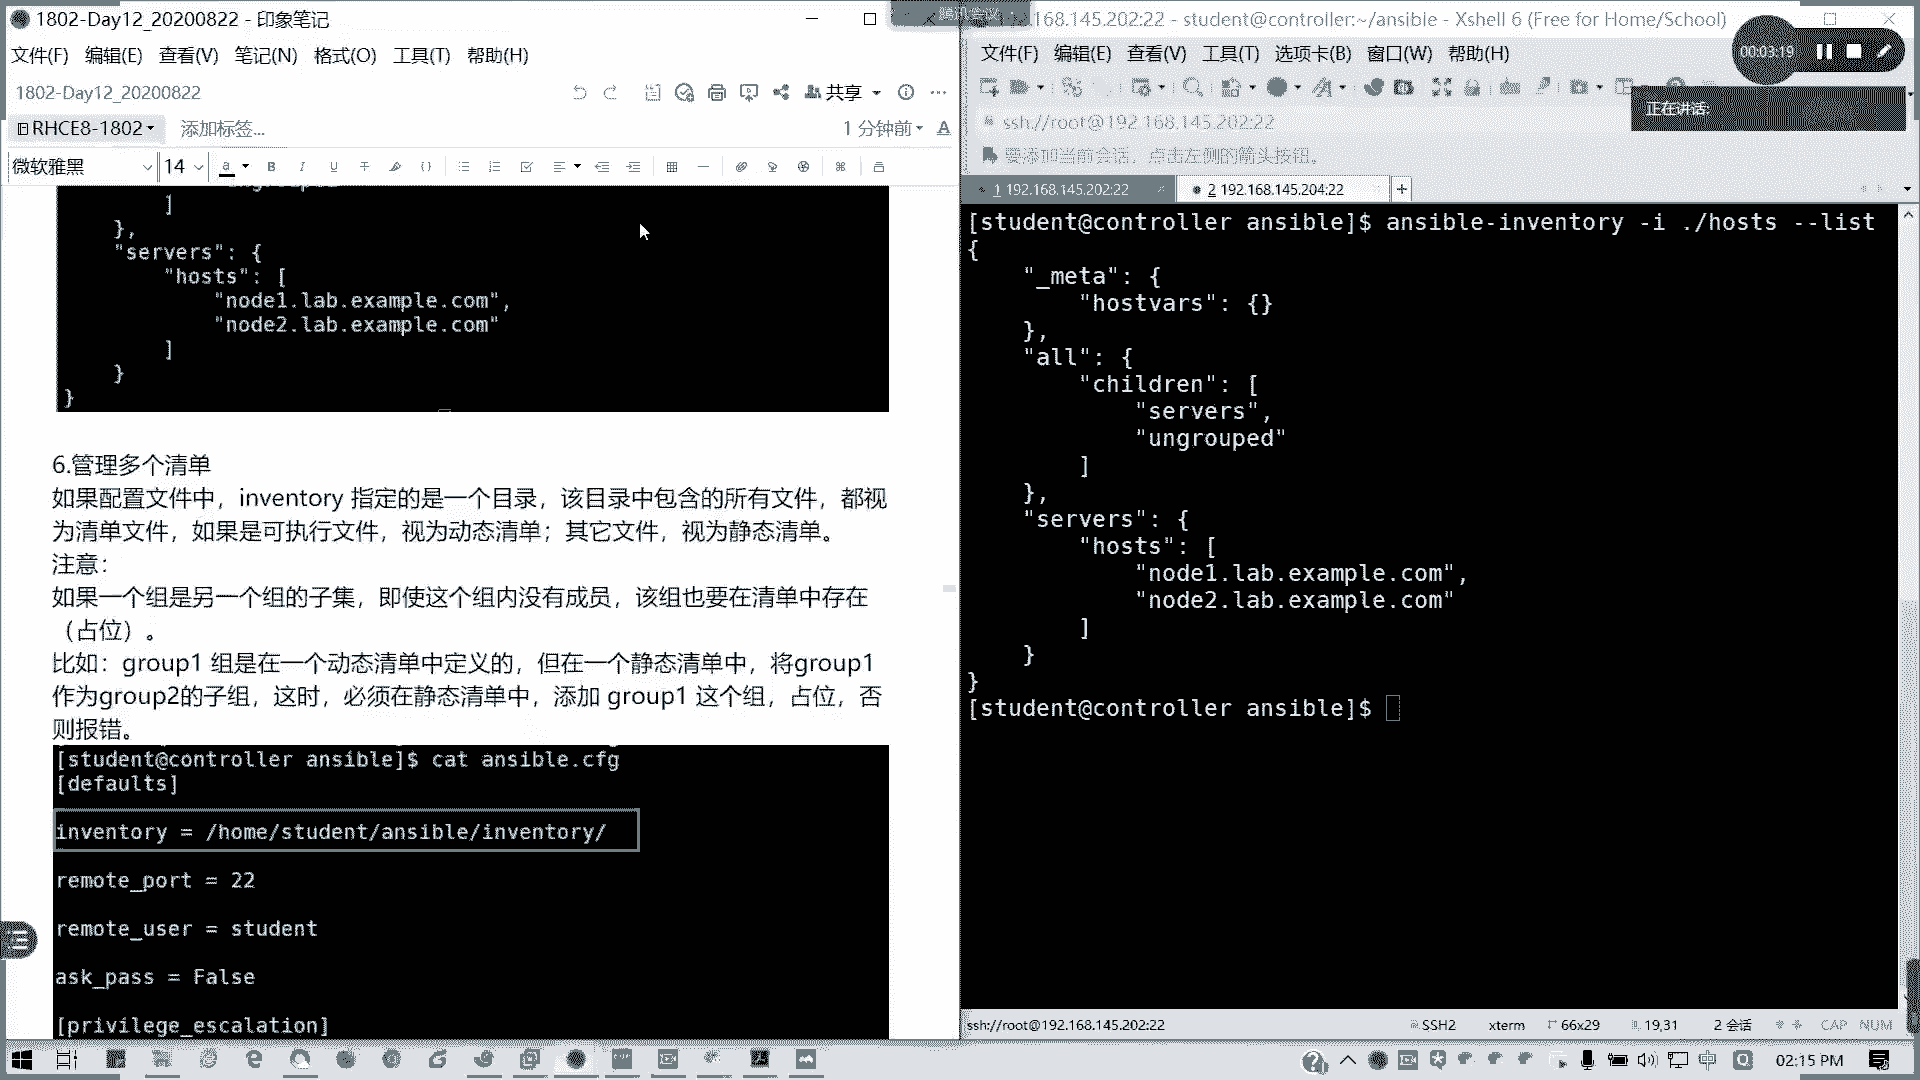 1802-Day12_20200822 - 印象笔记
文件(F) 编辑(E) 查看(V) 笔记(N) 格式(O) 工具(T) 帮助(H)
1802-Day12_20200822
共享
RHCE8-1802
添加标签...
1 分钟前
微软雅黑
14
]
},
"servers": {
"hosts": [
"node1.lab.example.com",
"node2.lab.example.com"
]
}
}
6.管理多个清单
如果配置文件中，inventory 指定的是一个目录，该目录中包含的所有文件，都视
为清单文件，如果是可执行文件，视为动态清单；其它文件，视为静态清单。
注意：
如果一个组是另一个组的子集，即使这个组内没有成员，该组也要在清单中存在
（占位）。
比如：group1 组是在一个动态清单中定义的，但在一个静态清单中，将group1
作为group2的子组，这时，必须在静态清单中，添加 group1 这个组，占位，否
则报错。
[student@controller ansible]$ cat ansible.cfg
[defaults]
inventory = /home/student/ansible/inventory/
remote_port = 22
remote_user = student
ask_pass = False
[privilege_escalation]
腾讯会议
.168.145.202:22 - student@controller:~/ansible - Xshell 6 (Free for Home/School)
文件(F) 编辑(E) 查看(V) 工具(T) 选项卡(B) 窗口(W) 帮助(H)
00:03:19
正在讲话:
ssh://root@192.168.145.202:22
要添加当前会话，点击左侧的箭头按钮。
1 192.168.145.202:22
2 192.168.145.204:22
[student@controller ansible]$ ansible-inventory -i ./hosts --list
{
"_meta": {
"hostvars": {}
},
"all": {
"children": [
"servers",
"ungrouped"
]
},
"servers": {
"hosts": [
"node1.lab.example.com",
"node2.lab.example.com"
]
}
}
[student@controller ansible]$
ssh://root@192.168.145.202:22
SSH2
xterm
66x29
19,31
2 会话
CAP NUM
中
02:15 PM